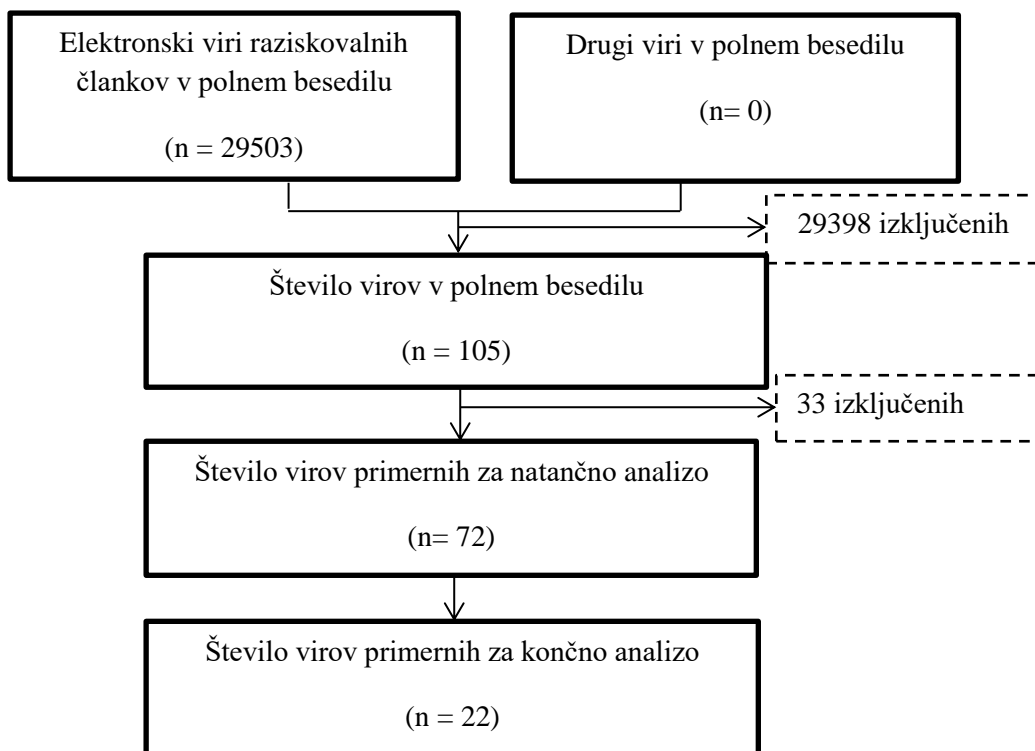 Elektronski viri raziskovalnih
člankov v polnem besedilu
(n = 29503)
Drugi viri v polnem besedilu
(n= 0)
29398 izključenih
Število virov v polnem besedilu
(n = 105)
33 izključenih
Število virov primernih za natančno analizo
(n= 72)
Število virov primernih za končno analizo
(n = 22)